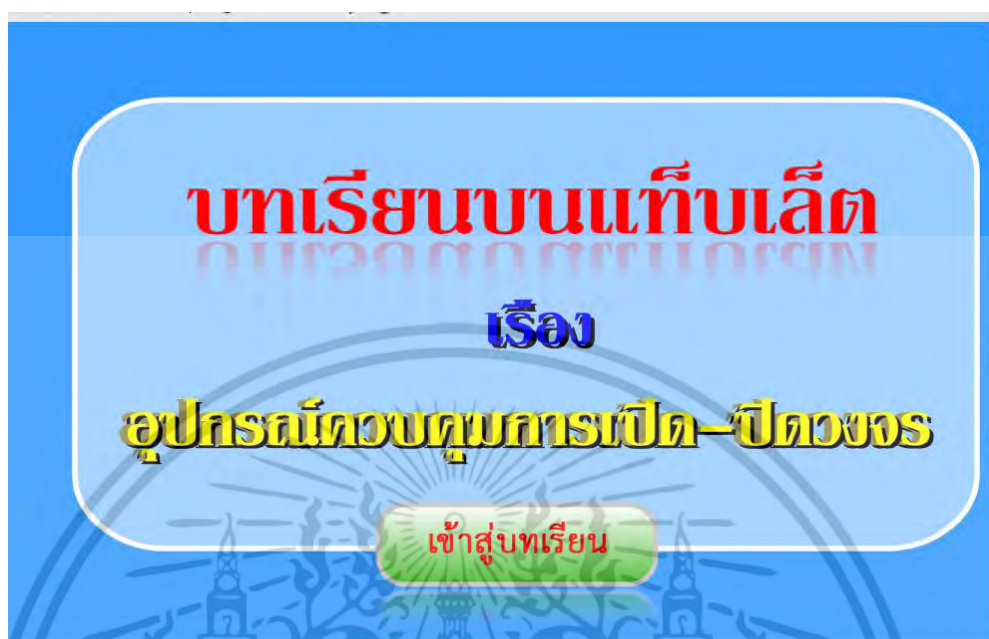 บทเรียนบนแท็บเล็ต
เรื่อง
อุปกรณ์ควบคุมการเปิด-ปิดวงจร
เข้าสู่บทเรียน